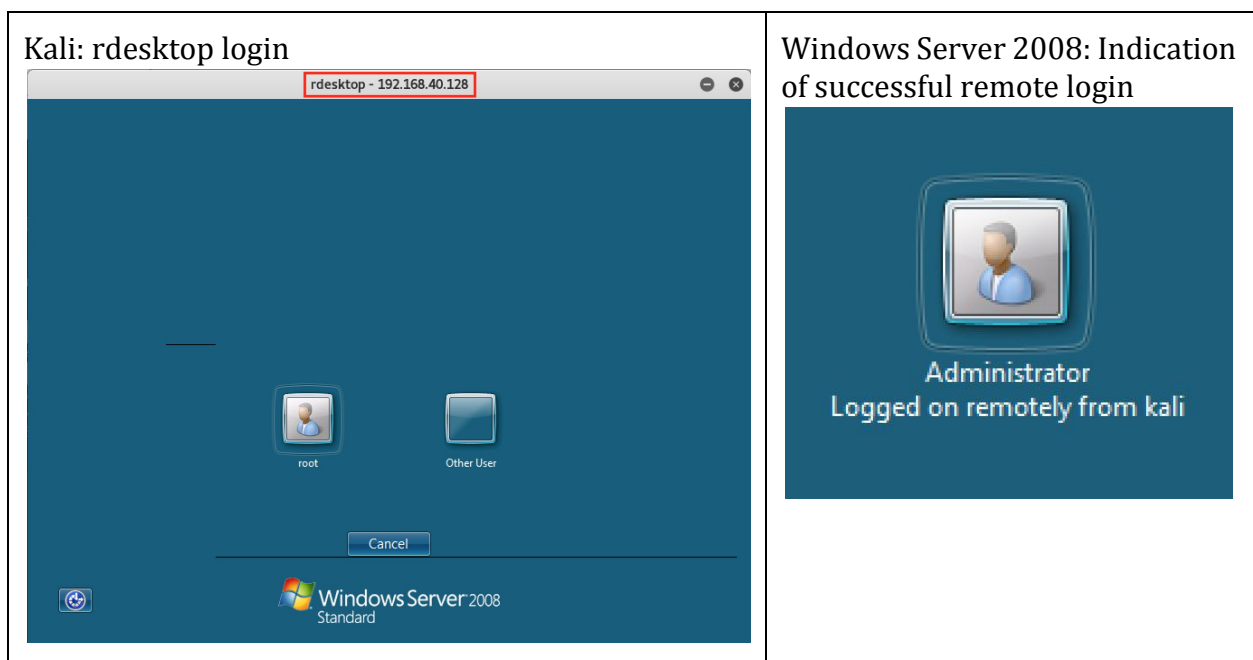 Kali: rdesktop login
rdesktop - 192.168.40.128
root
Other User
Cancel
Windows Server 2008
Standard
Windows Server 2008: Indication
of successful remote login
Administrator
Logged on remotely from kali